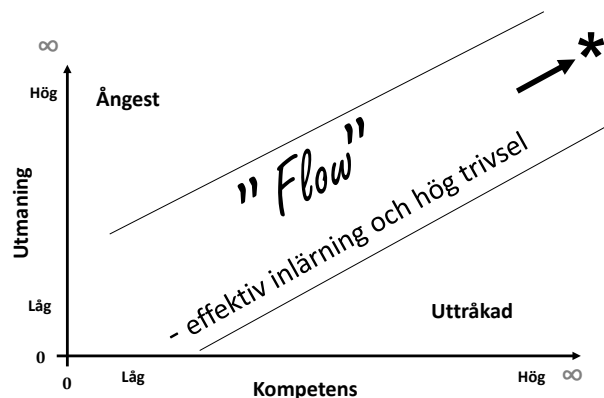 ∞
*
Hög
Ångest
" Flow"
- effektiv inlärning och hög trivsel
Utmaning
Låg
Uttråkad
0
0
Låg
Kompetens
Hög
∞